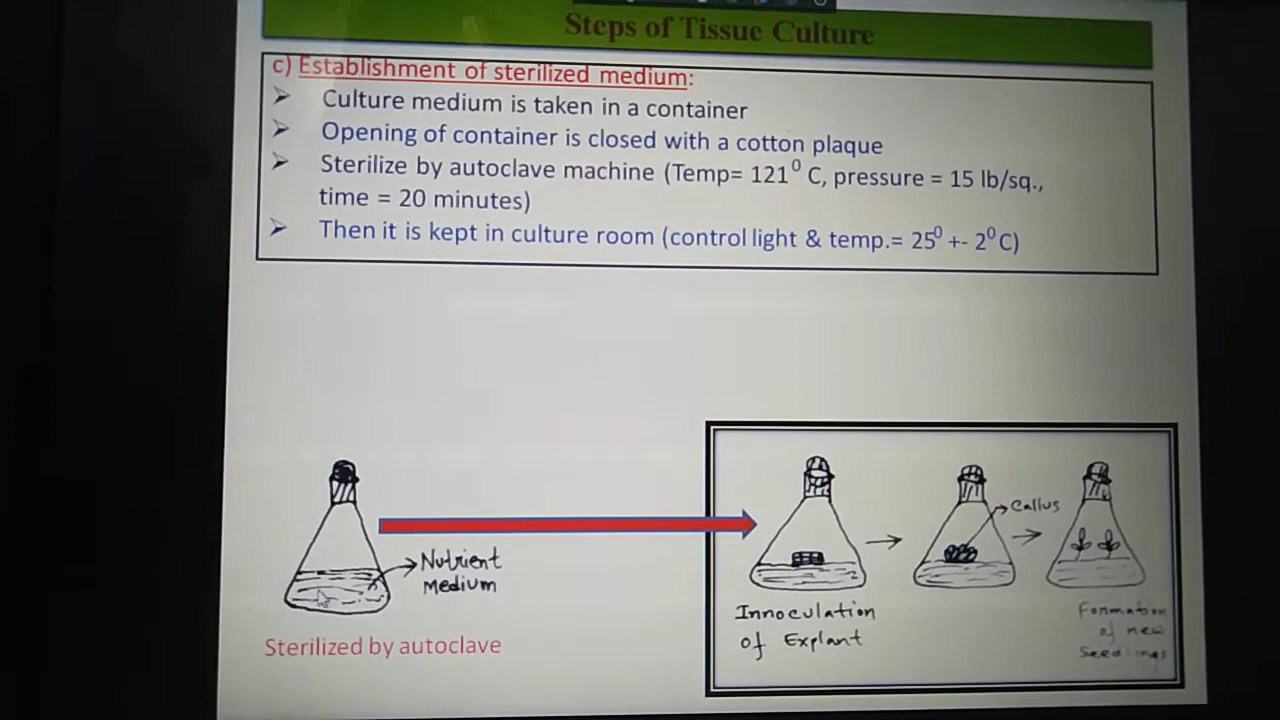 Steps of Tissue Culture
c) Establishment of sterilized medium:
➢ Culture medium is taken in a container
➢ Opening of container is closed with a cotton plaque
➢ Sterilize by autoclave machine (Temp= 121⁰ C, pressure = 15 lb/sq.,
time = 20 minutes)
➢ Then it is kept in culture room (control light & temp.= 25⁰ +- 2⁰ C)
Nutrient
Medium
Sterilized by autoclave
Callus
Innoculation
of Explant
Formation
of new
Seedlings